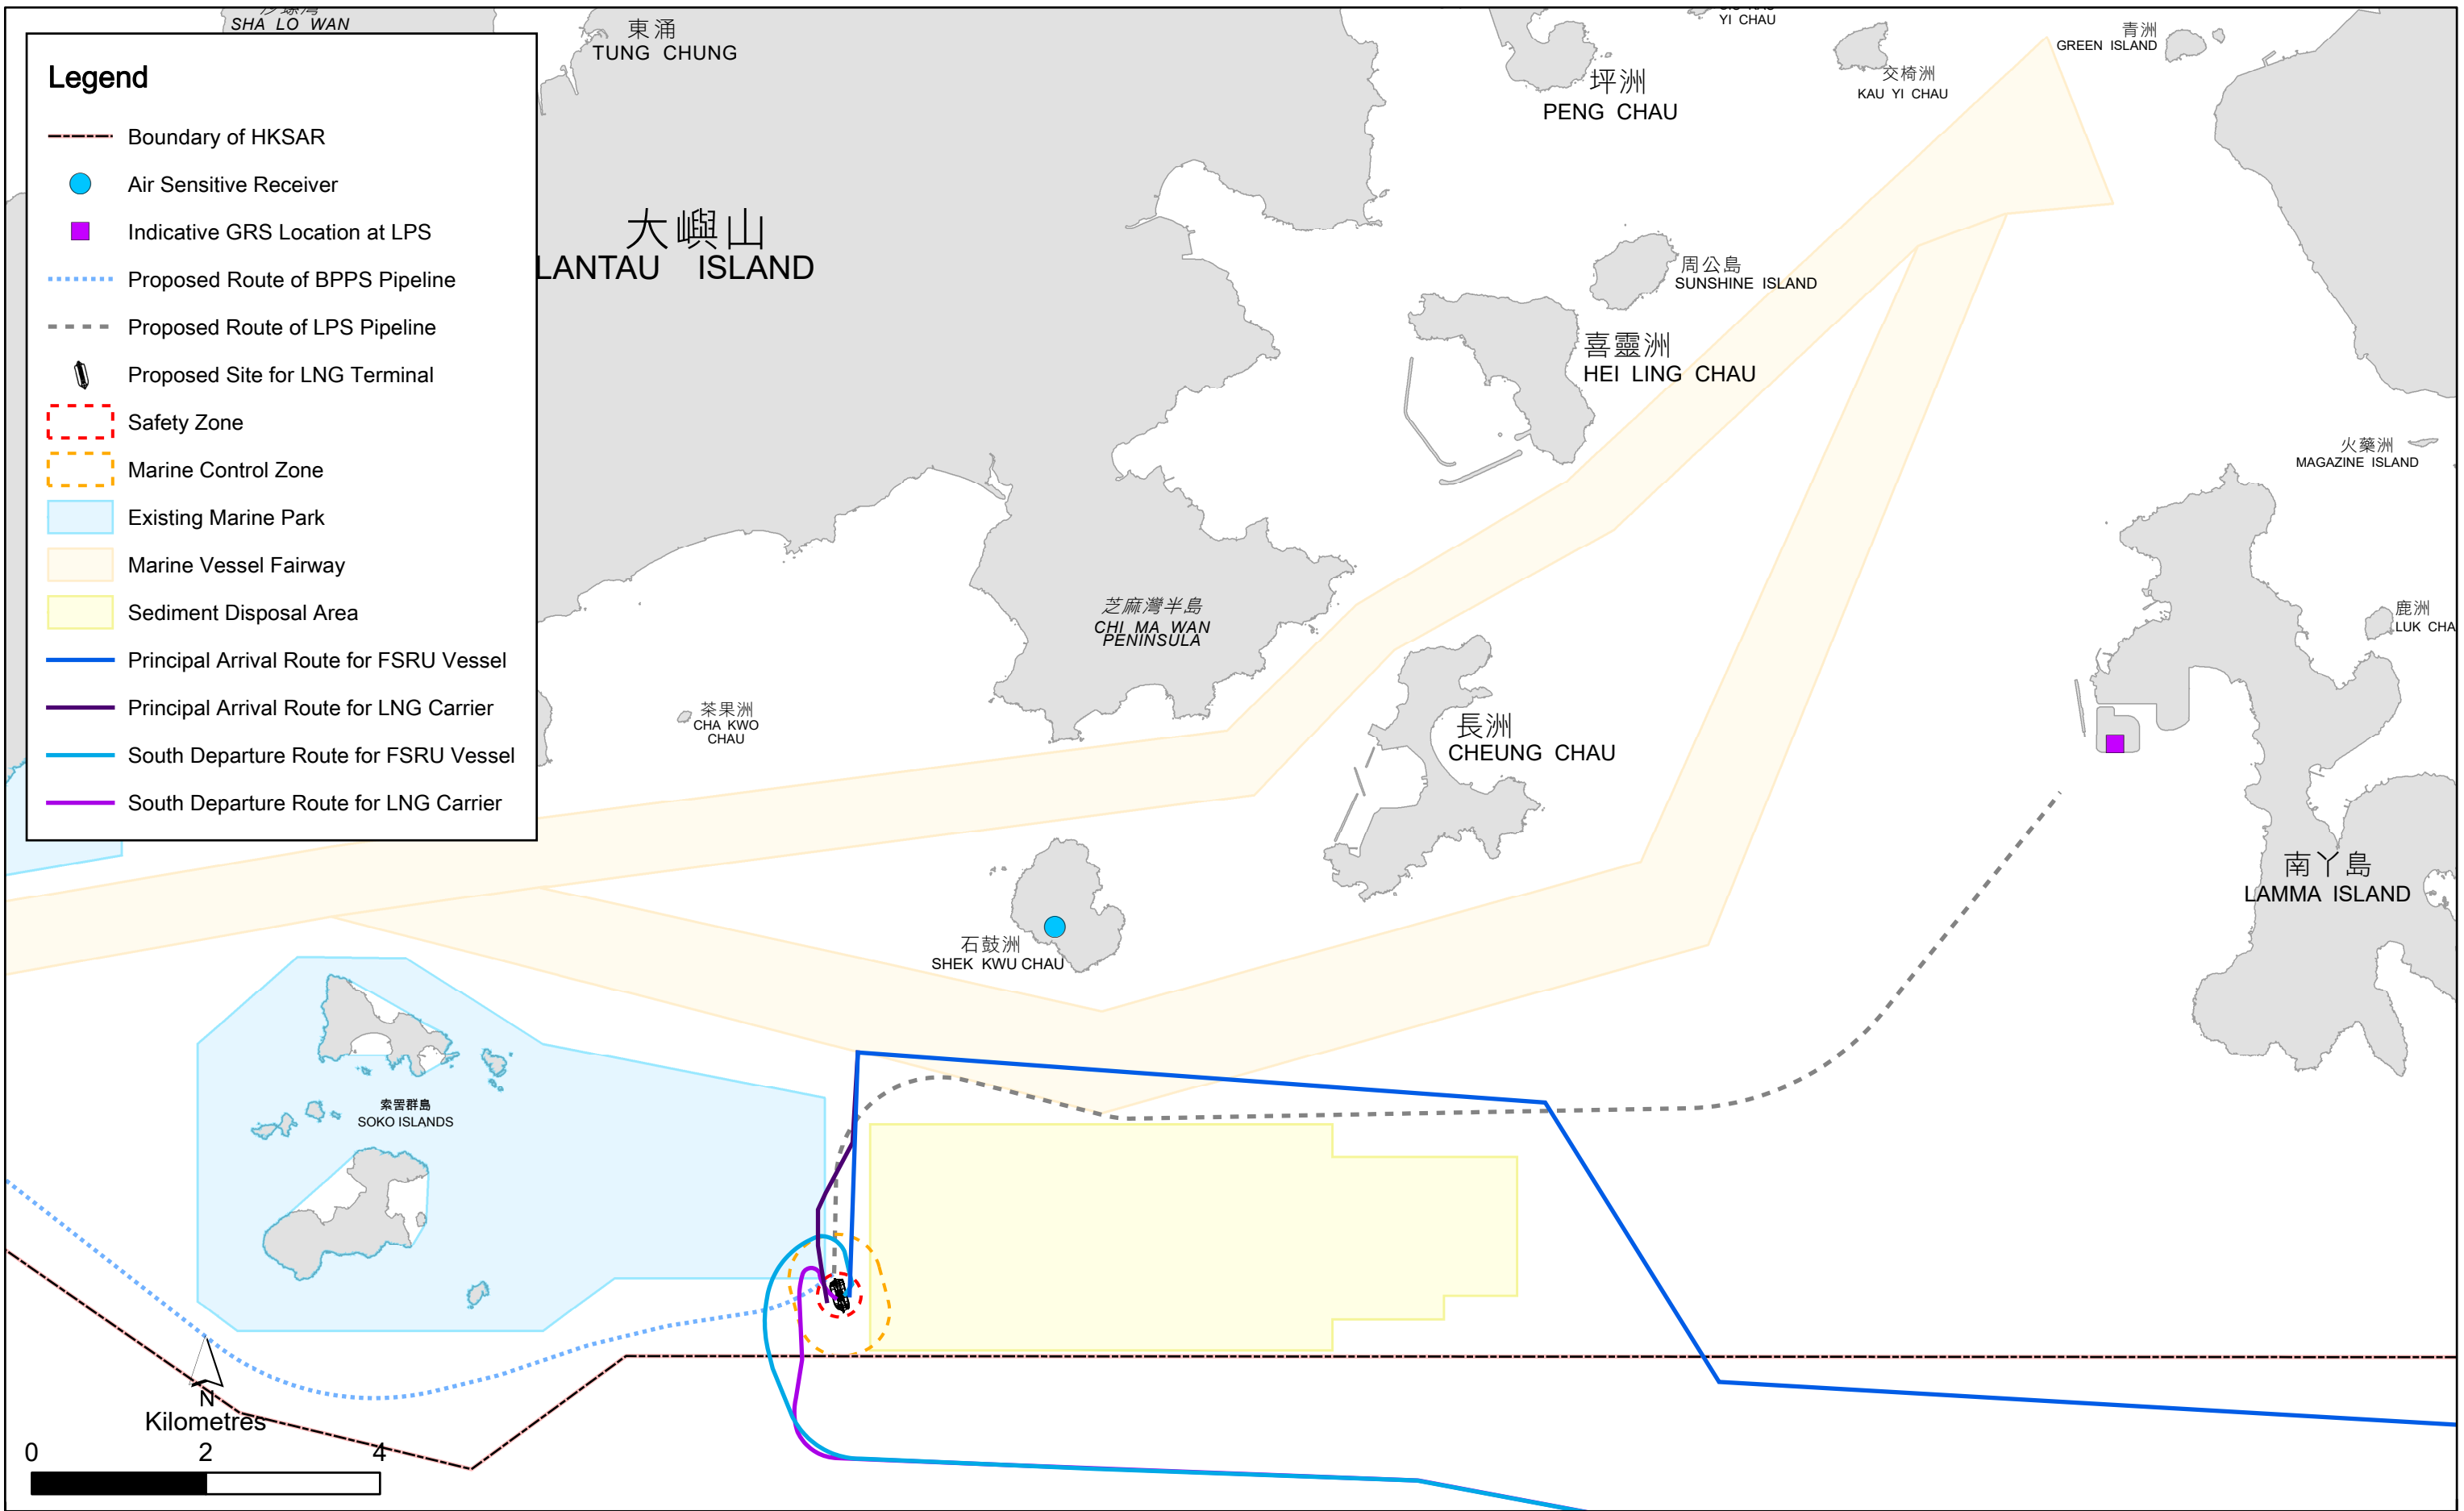 SHA LO WAN
東涌
TUNG CHUNG
YI CHAU
坪洲
PENG CHAU
交椅洲
KAU YI CHAU
青洲
GREEN ISLAND
Legend
Boundary of HKSAR
Air Sensitive Receiver
Indicative GRS Location at LPS
Proposed Route of BPPS Pipeline
Proposed Route of LPS Pipeline
Proposed Site for LNG Terminal
Safety Zone
Marine Control Zone
Existing Marine Park
Marine Vessel Fairway
Sediment Disposal Area
Principal Arrival Route for FSRU Vessel
Principal Arrival Route for LNG Carrier
South Departure Route for FSRU Vessel
South Departure Route for LNG Carrier
大嶼山
LANTAU ISLAND
周公島
SUNSHINE ISLAND
喜靈洲
HEI LING CHAU
火藥洲
MAGAZINE ISLAND
芝麻灣半島
CHI MA WAN
PENINSULA
鹿洲
LUK CHA
茶果洲
CHA KWO
CHAU
長洲
CHEUNG CHAU
南丫島
LAMMA ISLAND
石鼓洲
SHEK KWU CHAU
索罟群島
SOKO ISLANDS
N
Kilometres
0 2 4